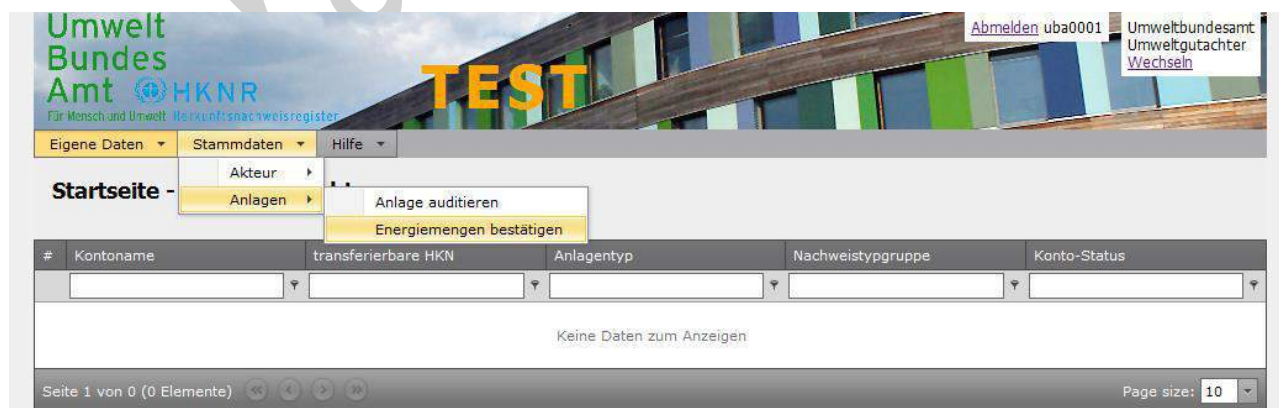 Umwelt
Bundes
Amt HKNR
Für Mensch und Umwelt Herkunftsnachweisregister
TEST
Abmelden uba0001
Umweltbundesamt
Umweltgutachter
Wechseln
Eigene Daten Stammdaten Hilfe
Akteur
Anlagen
Anlage auditieren
Energiemengen bestätigen
Startseite -
# Kontoname transferierbare HKN Anlagentyp Nachweistypgruppe Konto-Status
Keine Daten zum Anzeigen
Seite 1 von 0 (0 Elemente) Page size: 10